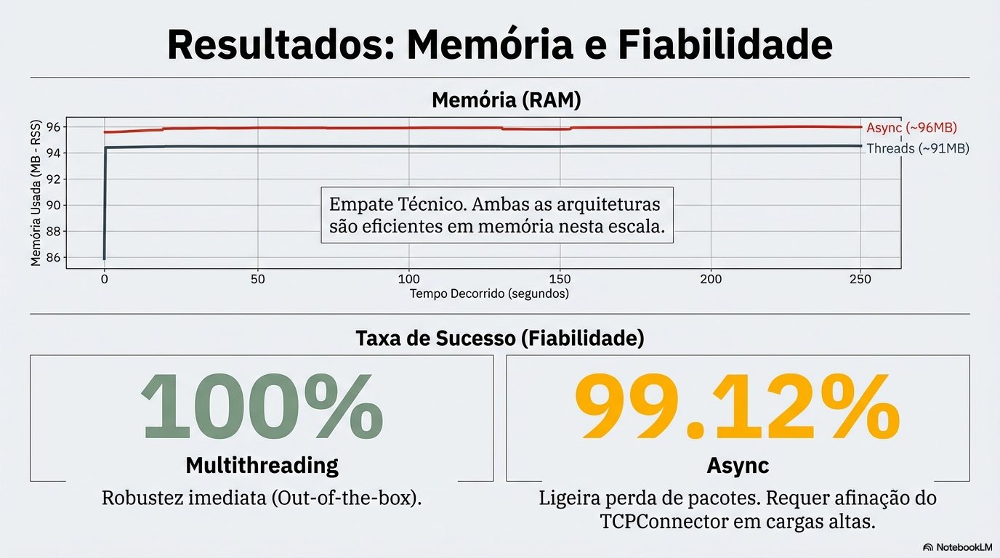 Resultados: Memória e Fiabilidade
Memória (RAM)
Memória Usada (MB - RSS)
96
94
92
90
88
86
Async (~96MB)
Threads (~91MB)
Empate Técnico. Ambas as arquiteturas
são eficientes em memória nesta escala.
0
50
100
150
200
250
Tempo Decorrido (segundos)
Taxa de Sucesso (Fiabilidade)
100%
Multithreading
Robustez imediata (Out-of-the-box).
99.12%
Async
Ligeira perda de pacotes. Requer afinação do
TCPConnector em cargas altas.
NotebookLM